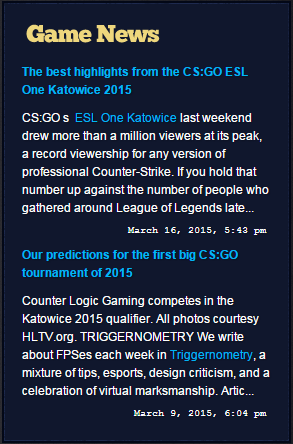 Game News
The best highlights from the CS:GO ESL
One Katowice 2015
CS:GO s ESL One Katowice last weekend
drew more than a million viewers at its peak,
a record viewership for any version of
professional Counter-Strike. If you hold that
number up against the number of people who
gathered around League of Legends late...
March 16, 2015, 5:43 pm
Our predictions for the first big CS:GO
tournament of 2015
Counter Logic Gaming competes in the
Katowice 2015 qualifier. All photos courtesy
HLTV.org. TRIGGERNOMETRY We write
about FPSes each week in Triggernometry, a
mixture of tips, esports, design criticism, and a
celebration of virtual marksmanship. Artic...
March 9, 2015, 6:04 pm